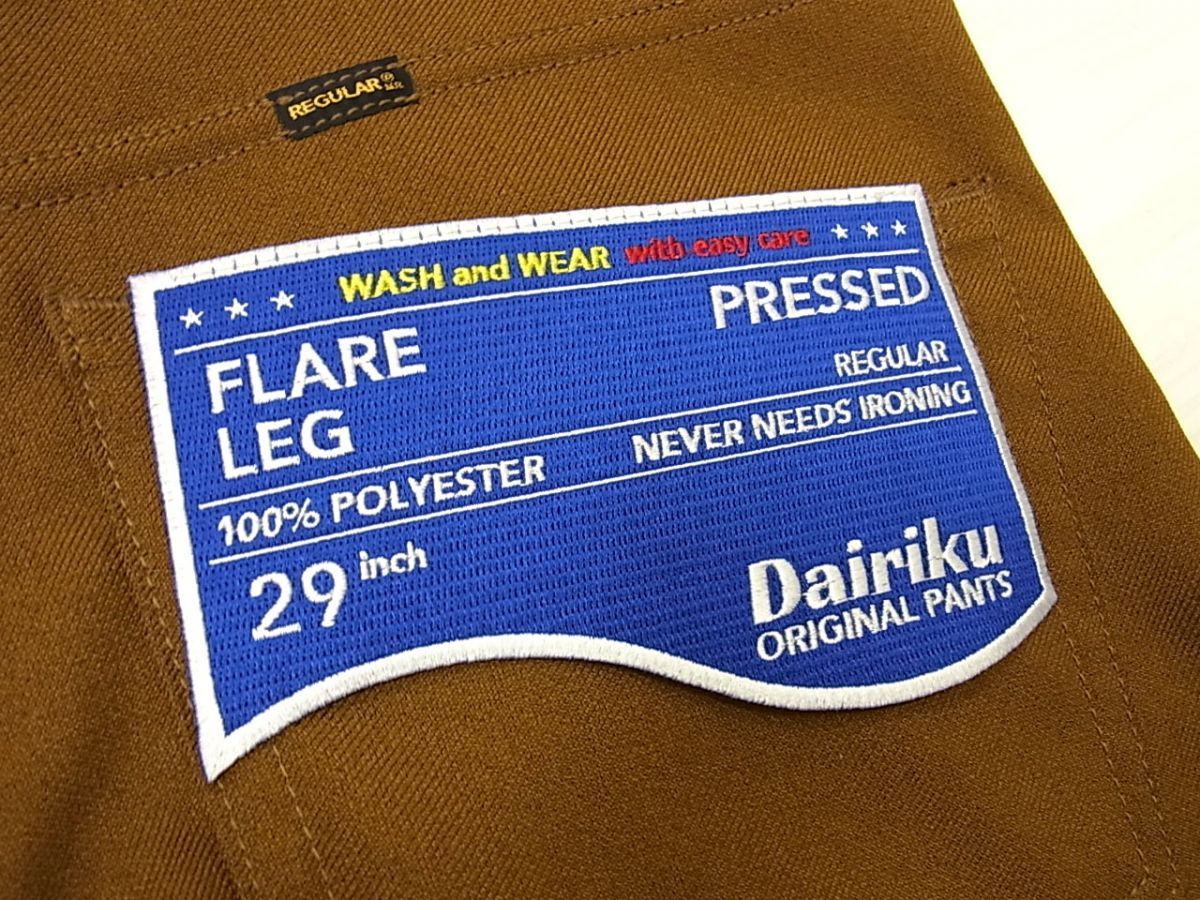 REGULAR®
WASH and WEAR with easy care
FLARE
LEG
PRESSED
REGULAR
100% POLYESTER
NEVER NEEDS IRONING
29 inch
Dairiku
ORIGINAL PANTS